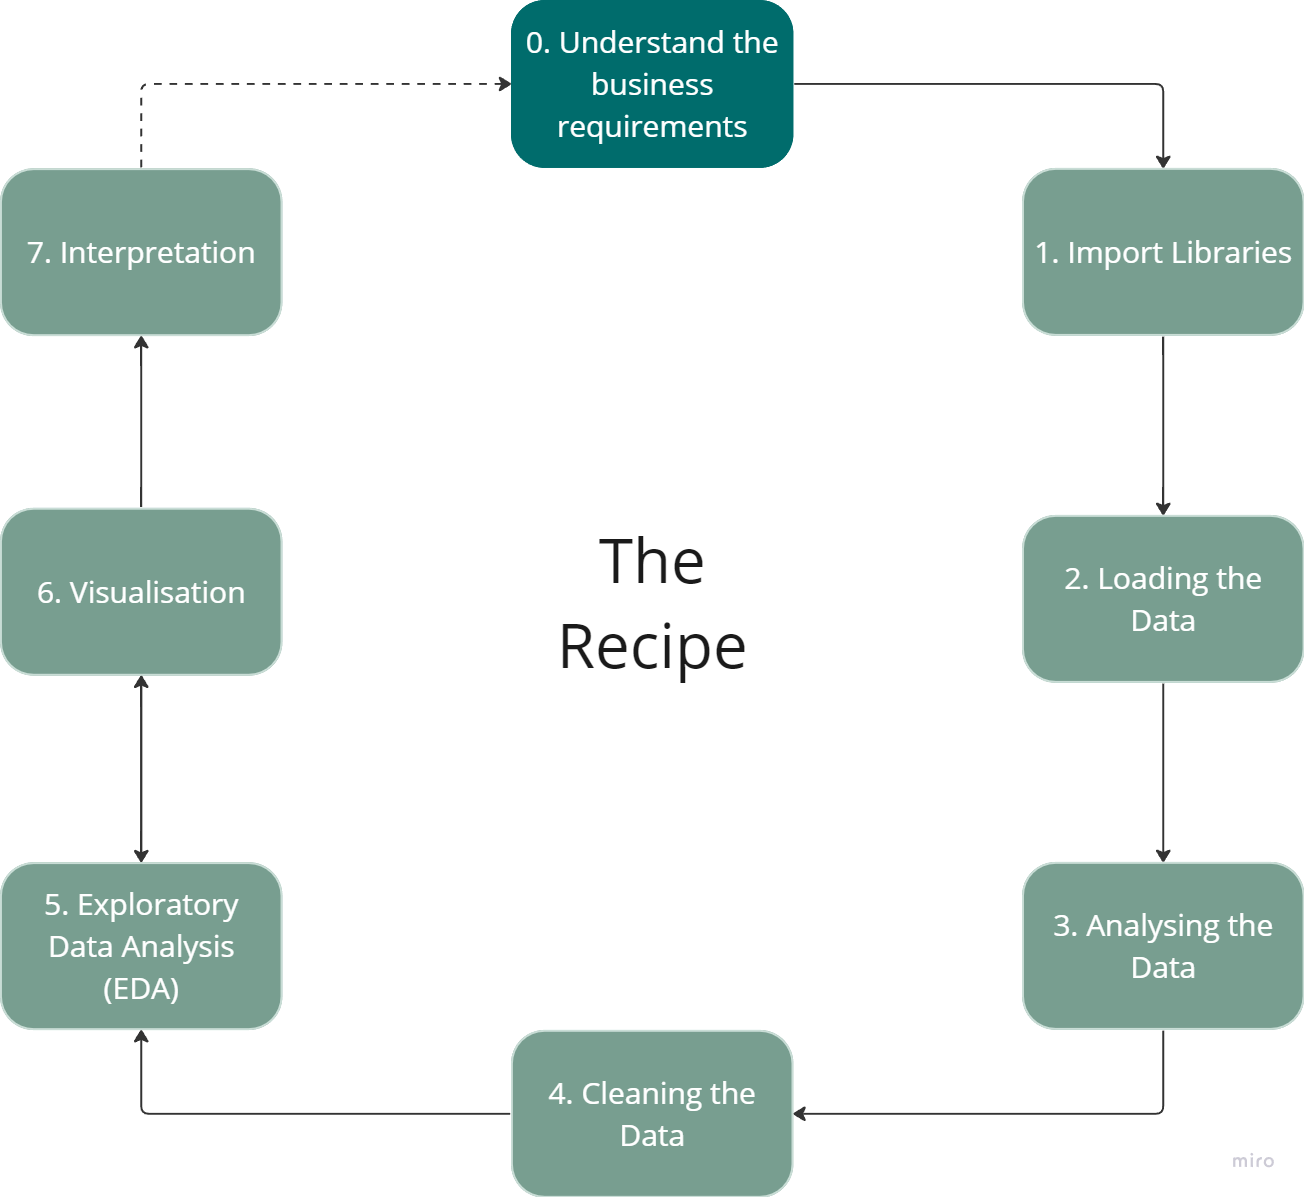 0. Understand the
business
requirements
1. Import Libraries
2. Loading the
Data
3. Analysing the
Data
4. Cleaning the
Data
5. Exploratory
Data Analysis
(EDA)
6. Visualisation
7. Interpretation
The
Recipe
miro